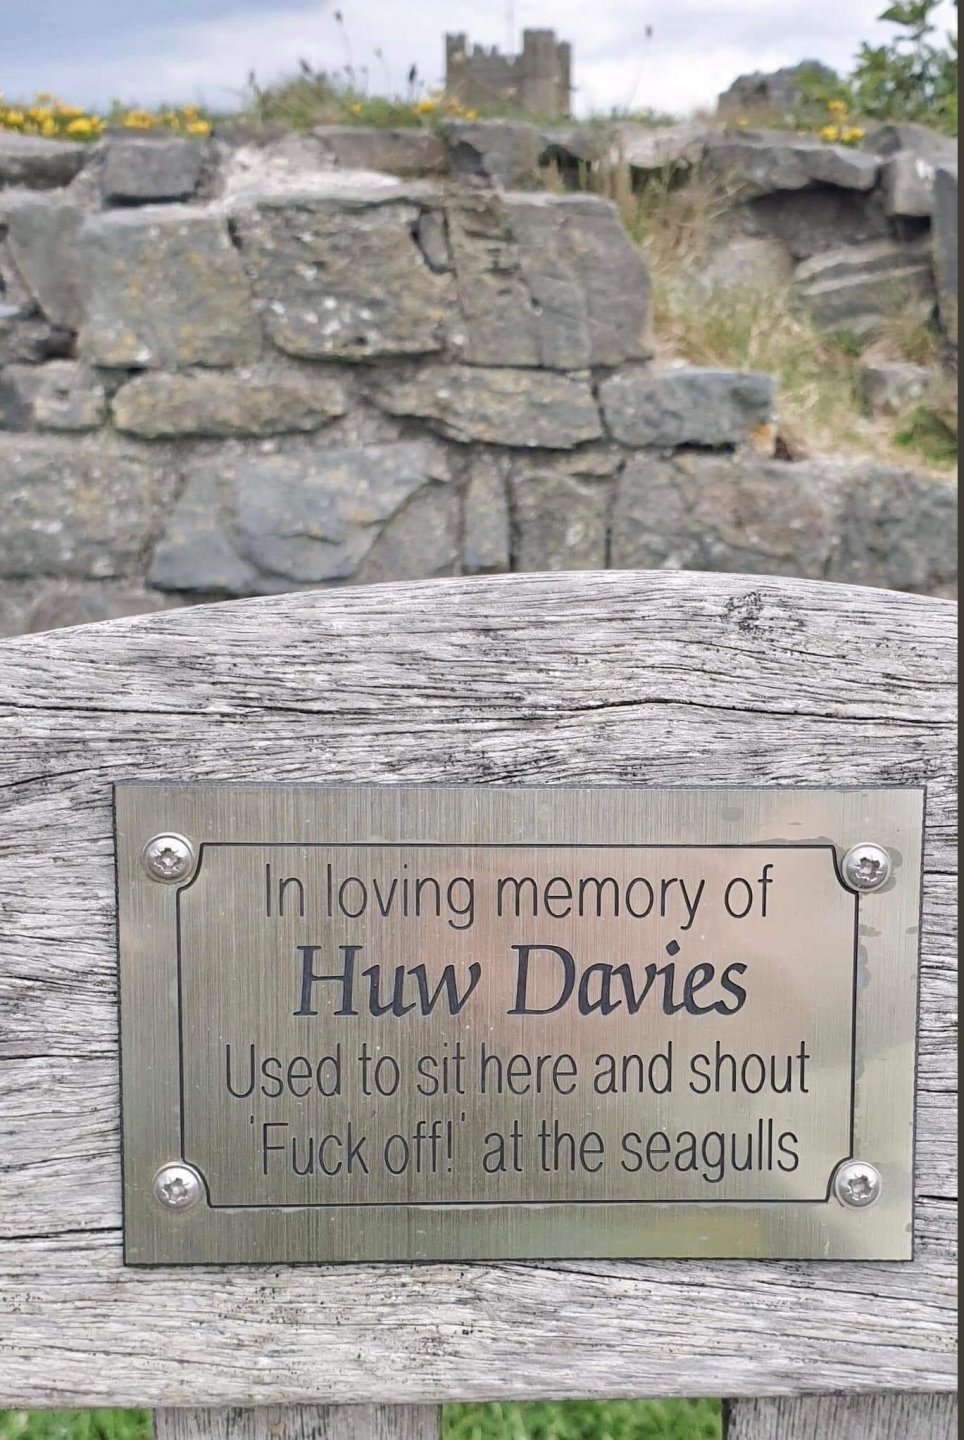 In loving memory of
Huw Davies
Used to sit here and shout
'Fuck off!' at the seagulls